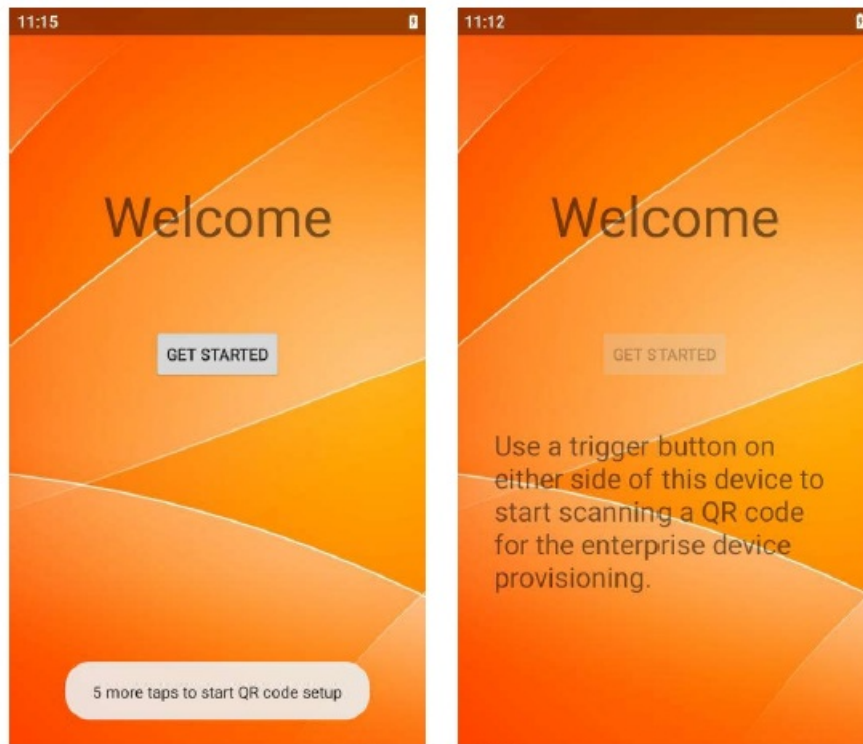 11:15
Welcome
GET STARTED
5 more taps to start QR code setup
11:12
Welcome
GET STARTED
Use a trigger button on
either side of this device to
start scanning a QR code
for the enterprise device
provisioning.